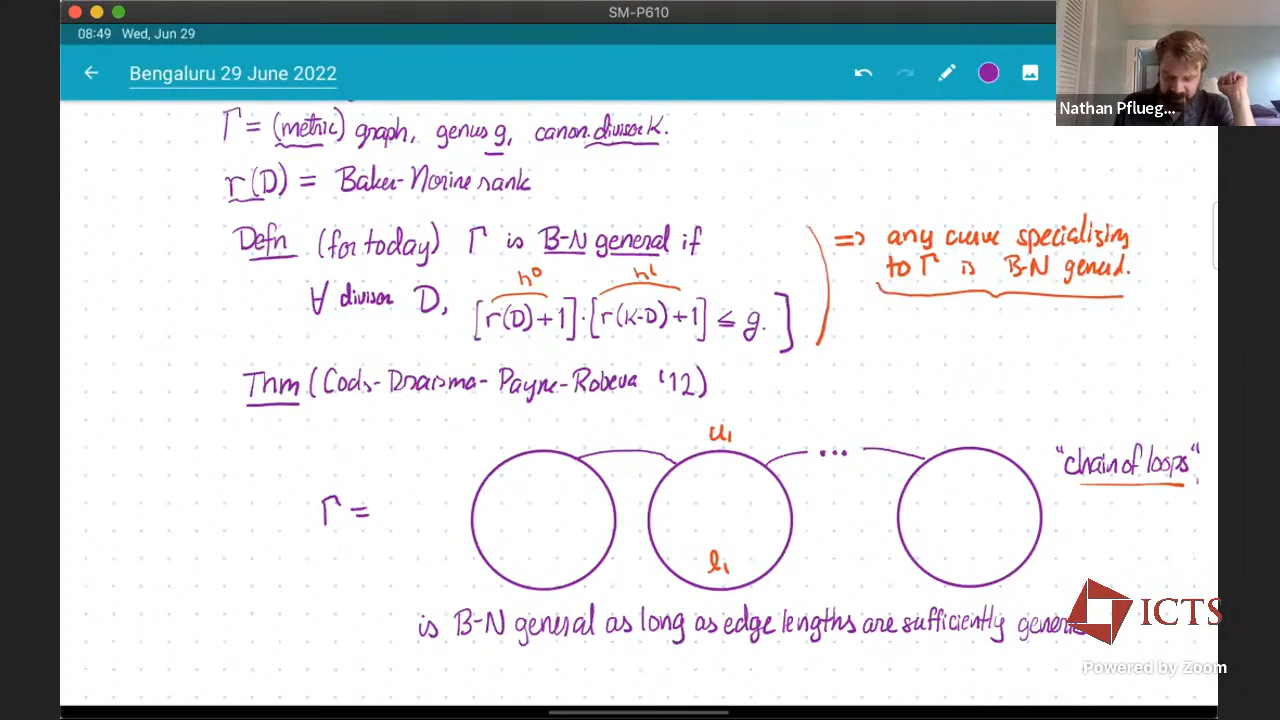 SM-P610
08:49 Wed, Jun 29
Bengaluru 29 June 2022
Nathan Pflueg...
Γ = (metric) graph, genus g, canon. divisor K.
r(D) = Baker-Norine rank
Defn (for today) Γ is B-N general if
h⁰ h¹
∀ divisor D, [r(D)+1]·[r(K-D)+1] ≤ g. ]
⇒ any curve specializing
to Γ is B-N general.
Thm (Cools-Draisma-Payne-Robeva '12)
u₁
...
"chain of loops"
Γ =
l₁
is B-N general as long as edge lengths are sufficiently
ICTS
Powered by Zoom